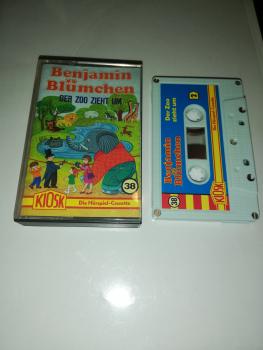 Benjamin
Blümchen
DER ZOO ZIEHT UM
38
KIOSK
Die Hörspiel-Cassette
Der Zoo
zieht um
2
Benjamin
Blümchen
38
KIOSK